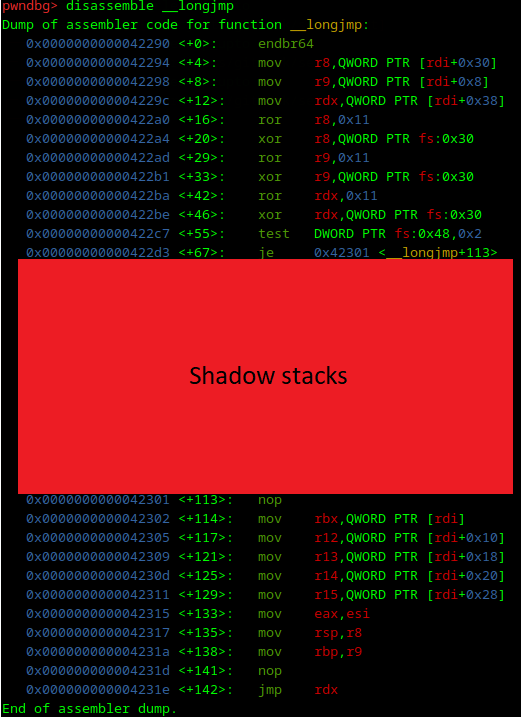 pwndbg> disassemble __longjmp
Dump of assembler code for function __longjmp:
0x0000000000042290 <+0>: endbr64
0x0000000000042294 <+4>: mov r8,QWORD PTR [rdi+0x30]
0x0000000000042298 <+8>: mov r9,QWORD PTR [rdi+0x8]
0x000000000004229c <+12>: mov rdx,QWORD PTR [rdi+0x38]
0x00000000000422a0 <+16>: ror r8,0x11
0x00000000000422a4 <+20>: xor r8,QWORD PTR fs:0x30
0x00000000000422ad <+29>: ror r9,0x11
0x00000000000422b1 <+33>: xor r9,QWORD PTR fs:0x30
0x00000000000422ba <+42>: ror rdx,0x11
0x00000000000422be <+46>: xor rdx,QWORD PTR fs:0x30
0x00000000000422c7 <+55>: test DWORD PTR fs:0x48,0x2
0x00000000000422d3 <+67>: je 0x42301 <__longjmp+113>
Shadow stacks
0x0000000000042301 <+113>: nop
0x0000000000042302 <+114>: mov rbx,QWORD PTR [rdi]
0x0000000000042305 <+117>: mov r12,QWORD PTR [rdi+0x10]
0x0000000000042309 <+121>: mov r13,QWORD PTR [rdi+0x18]
0x000000000004230d <+125>: mov r14,QWORD PTR [rdi+0x20]
0x0000000000042311 <+129>: mov r15,QWORD PTR [rdi+0x28]
0x0000000000042315 <+133>: mov eax,esi
0x0000000000042317 <+135>: mov rsp,r8
0x000000000004231a <+138>: mov rbp,r9
0x000000000004231d <+141>: nop
0x000000000004231e <+142>: jmp rdx
End of assembler dump.